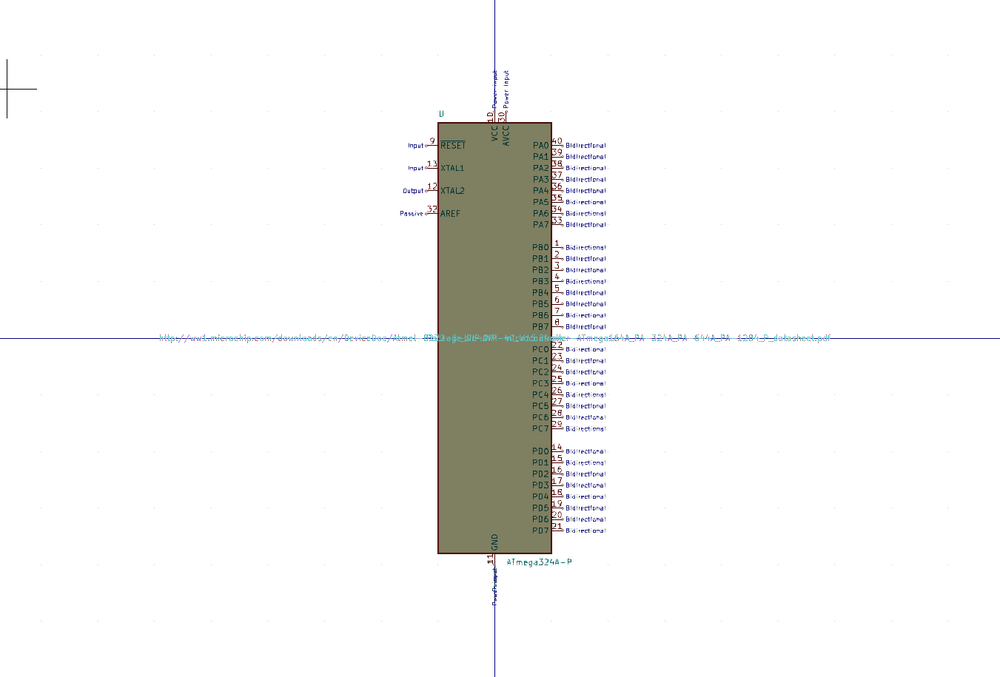 Power Input Power Input
U
10 30
VCC AVCC
Input 9 RESET
Input 13 XTAL1
Output 12 XTAL2
Passive 32 AREF
PA0 40 Bidirectional
PA1 39 Bidirectional
PA2 38 Bidirectional
PA3 37 Bidirectional
PA4 36 Bidirectional
PA5 35 Bidirectional
PA6 34 Bidirectional
PA7 33 Bidirectional
PB0 1 Bidirectional
PB1 2 Bidirectional
PB2 3 Bidirectional
PB3 4 Bidirectional
PB4 5 Bidirectional
PB5 6 Bidirectional
PB6 7 Bidirectional
PB7 8 Bidirectional
http://ww1.microchip.com/downloads/en/DeviceDoc/Atmel ATmega164A_PA 324A_PA 644A_PA 1284_P_datasheet.pdf
PC0 22 Bidirectional
PC1 23 Bidirectional
PC2 24 Bidirectional
PC3 25 Bidirectional
PC4 26 Bidirectional
PC5 27 Bidirectional
PC6 28 Bidirectional
PC7 29 Bidirectional
PD0 14 Bidirectional
PD1 15 Bidirectional
PD2 16 Bidirectional
PD3 17 Bidirectional
PD4 18 Bidirectional
PD5 19 Bidirectional
PD6 20 Bidirectional
PD7 21 Bidirectional
GND
11
ATmega324A-P